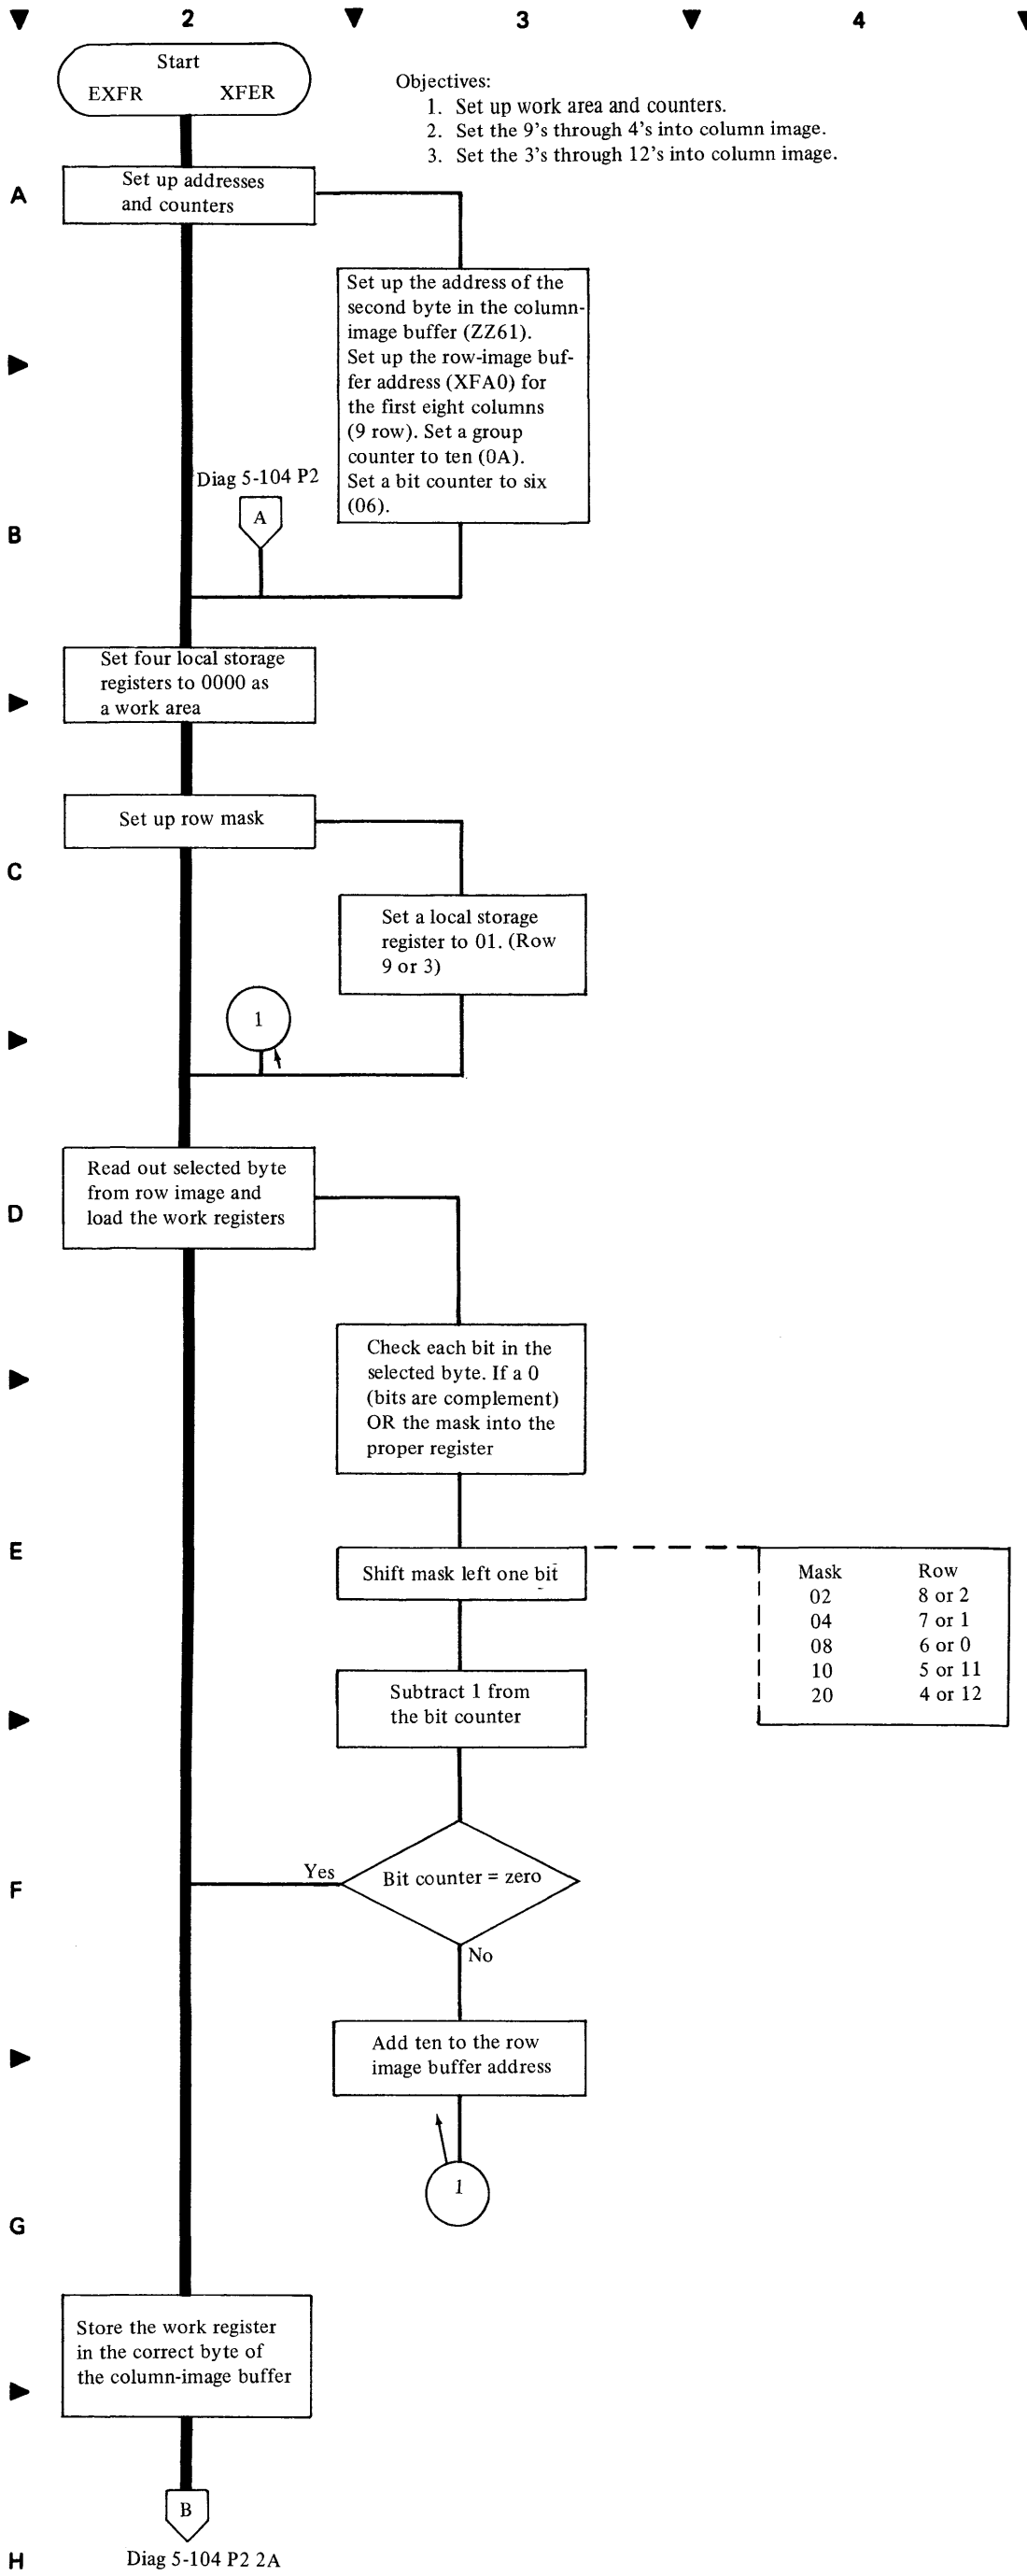 2 3 4
Start
EXFR XFER
Objectives:
1. Set up work area and counters.
2. Set the 9's through 4's into column image.
3. Set the 3's through 12's into column image.
A
Set up addresses
and counters
Set up the address of the
second byte in the column-
image buffer (ZZ61).
Set up the row-image buf-
fer address (XFA0) for
the first eight columns
(9 row). Set a group
counter to ten (0A).
Set a bit counter to six
(06).
Diag 5-104 P2
A
B
Set four local storage
registers to 0000 as
a work area
Set up row mask
C
Set a local storage
register to 01. (Row
9 or 3)
1
Read out selected byte
from row image and
load the work registers
D
Check each bit in the
selected byte. If a 0
(bits are complement)
OR the mask into the
proper register
E
Shift mask left one bit
Mask Row
02 8 or 2
04 7 or 1
08 6 or 0
10 5 or 11
20 4 or 12
Subtract 1 from
the bit counter
F
Yes
Bit counter = zero
No
Add ten to the row
image buffer address
1
G
Store the work register
in the correct byte of
the column-image buffer
B
H
Diag 5-104 P2 2A